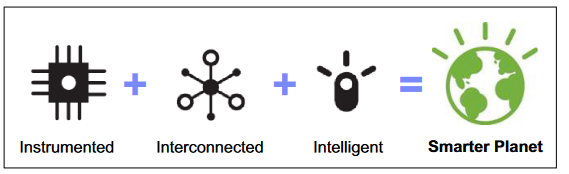 + + =
Instrumented Interconnected Intelligent Smarter Planet